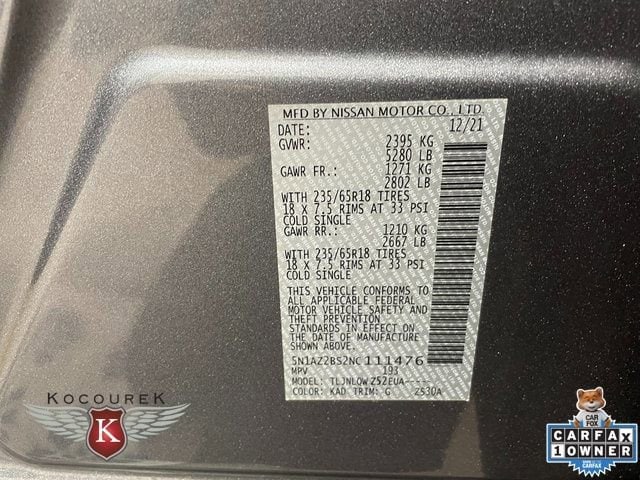 MFD BY NISSAN MOTOR CO., LTD.
DATE: 12/21
GVWR: 2395 KG
5280 LB
GAWR FR.: 1271 KG
2802 LB
WITH 235/65R18 TIRES
18 X 7.5 RIMS AT 33 PSI
COLD SINGLE
GAWR RR.: 1210 KG
2667 LB
WITH 235/65R18 TIRES
18 X 7.5 RIMS AT 33 PSI
COLD SINGLE
THIS VEHICLE CONFORMS TO
ALL APPLICABLE FEDERAL
MOTOR VEHICLE SAFETY AND
THEFT PREVENTION
STANDARDS IN EFFECT ON
THE DATE OF MANUFACTURE
SHOWN ABOVE.
5N1AZ2BS2NC111476
MPV 193
MODEL: TLJNLQWZ52EUA----
COLOR: KAD TRIM: G Z530A
KOCOUREK
K
CAR
FOX
CARFAX
1 OWNER
CARFAX